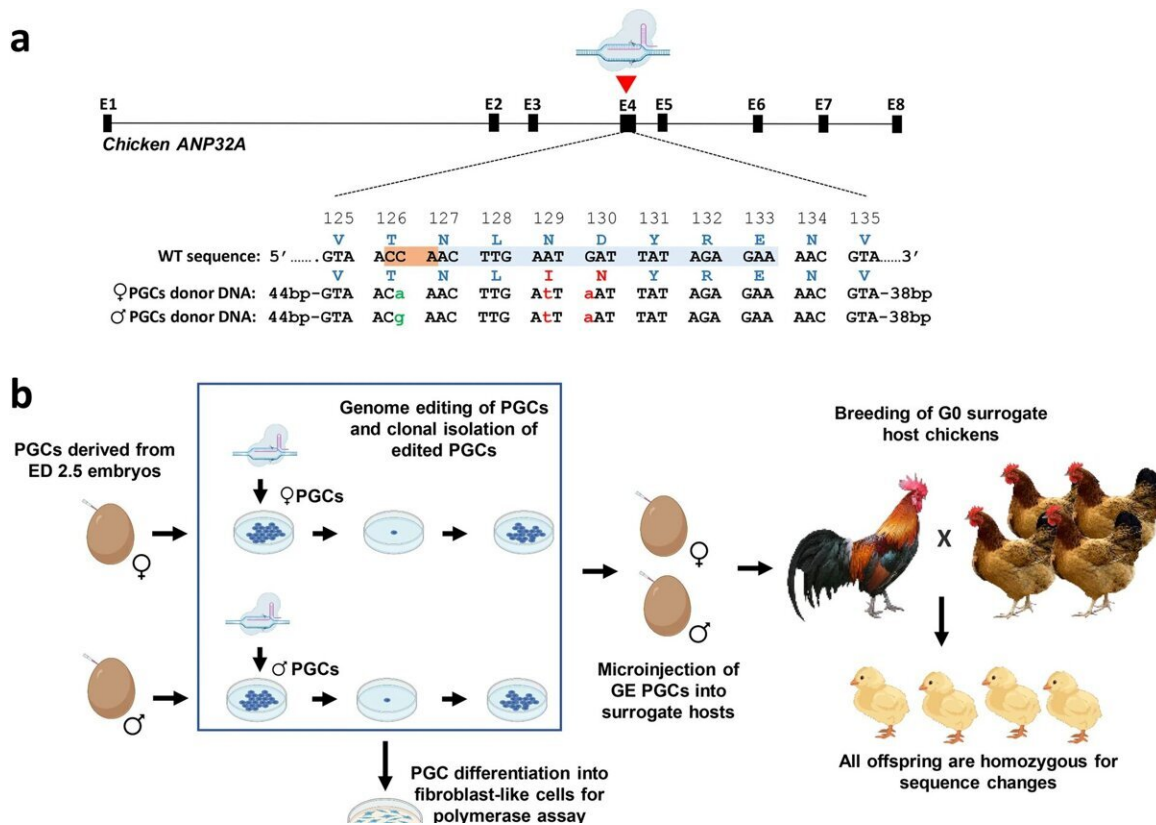 a
E1 E2 E3 E4 E5 E6 E7 E8
Chicken ANP32A
125 126 127 128 129 130 131 132 133 134 135
V T N L N D Y R E N V
WT sequence: 5’ .......GTA ACC AAC TTG AAT GAT TAT AGA GAA AAC GTA......3’
V T N L I N Y R E N V
♀PGCs donor DNA: 44bp-GTA ACa AAC TTG AtT aAT TAT AGA GAA AAC GTA-38bp
♂PGCs donor DNA: 44bp-GTA ACg AAC TTG AtT aAT TAT AGA GAA AAC GTA-38bp
b
PGCs derived from
ED 2.5 embryos
♀
♂
Genome editing of PGCs
and clonal isolation of
edited PGCs
♀PGCs
♂PGCs
PGC differentiation into
fibroblast-like cells for
polymerase assay
♀
♂
Microinjection of
GE PGCs into
surrogate hosts
Breeding of G0 surrogate
host chickens
X
All offspring are homozygous for
sequence changes